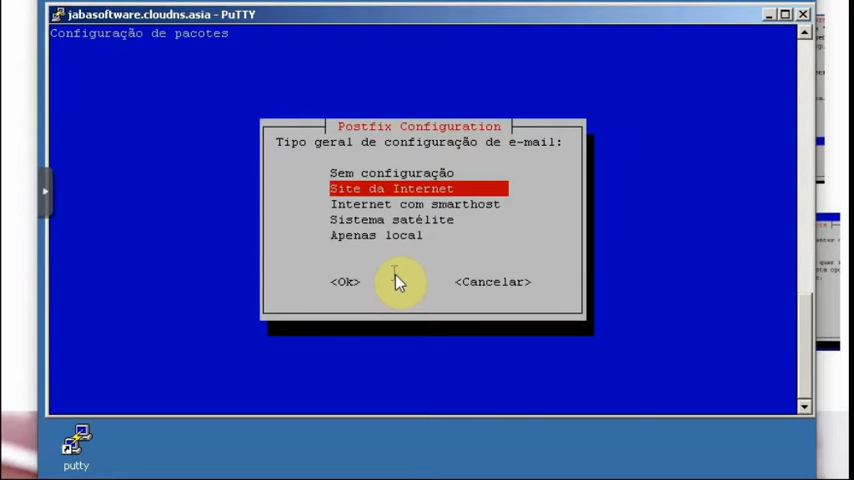 jabasoftware.cloudns.asia - PuTTY
Configuração de pacotes
Postfix Configuration
Tipo geral de configuração de e-mail:
Sem configuração
Site da Internet
Internet com smarthost
Sistema satélite
Apenas local
<Ok>
<Cancelar>
putty